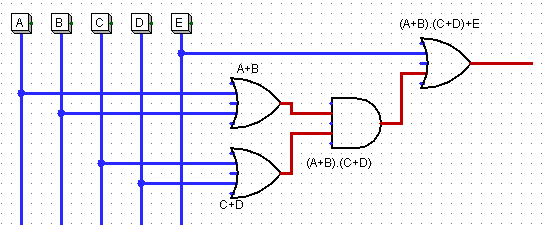 A B C D E
(A+B).(C+D)+E
A+B
(A+B).(C+D)
C+D